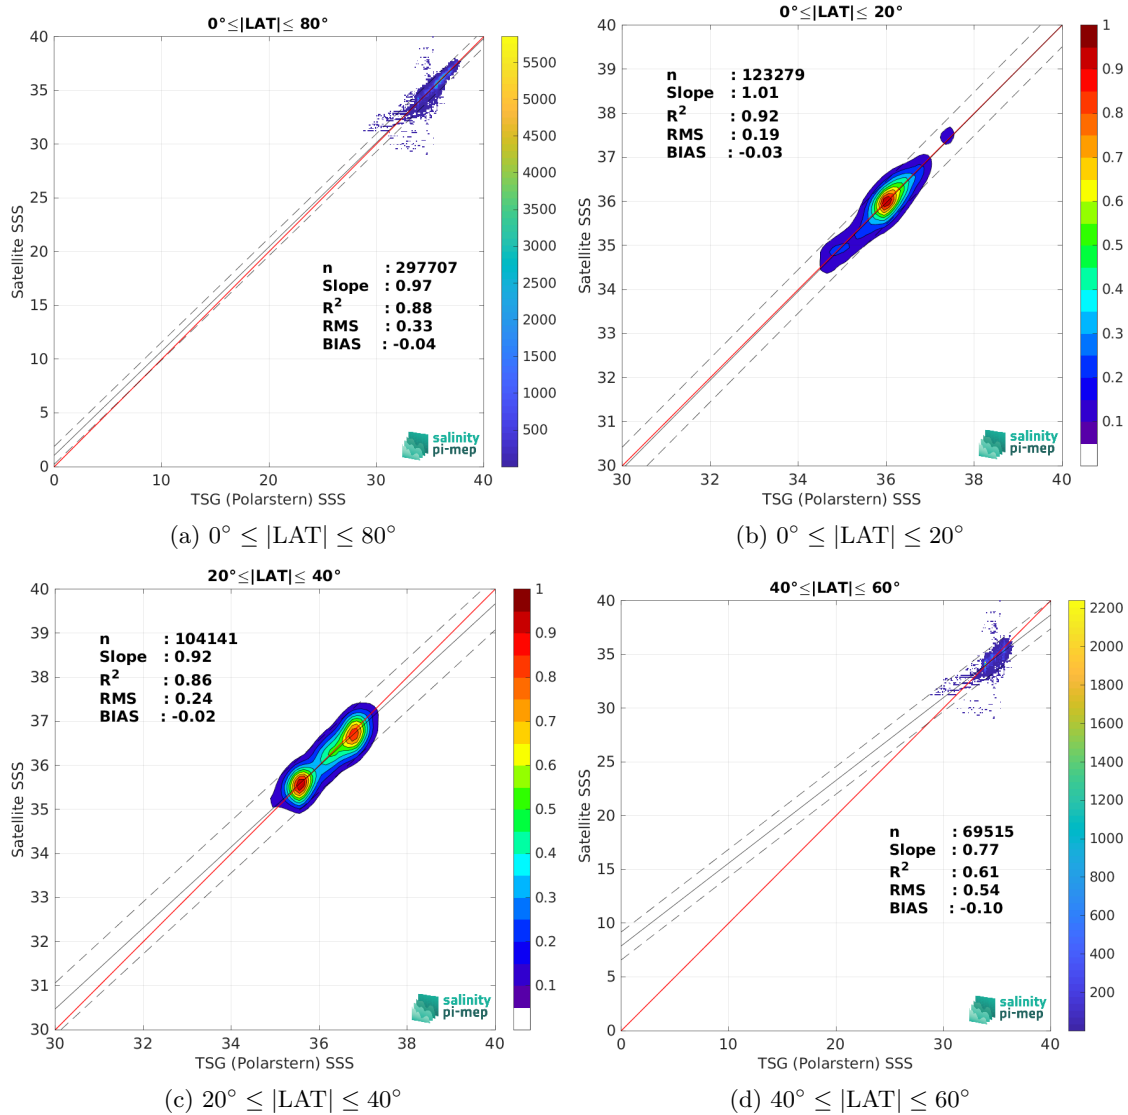 0°≤|LAT|≤ 80°
40
35
30
25
20
15
10
5
0
0
10
20
30
40
Satellite SSS
TSG (Polarstern) SSS
n : 297707
Slope : 0.97
R2 : 0.88
RMS : 0.33
BIAS : -0.04
salinity
pi-mep
5500
5000
4500
4000
3500
3000
2500
2000
1500
1000
500
(a) 0° ≤ |LAT| ≤ 80°
0°≤|LAT|≤ 20°
40
39
38
37
36
35
34
33
32
31
30
30
32
34
36
38
40
Satellite SSS
TSG (Polarstern) SSS
n : 123279
Slope : 1.01
R2 : 0.92
RMS : 0.19
BIAS : -0.03
salinity
pi-mep
1
0.9
0.8
0.7
0.6
0.5
0.4
0.3
0.2
0.1
(b) 0° ≤ |LAT| ≤ 20°
20°≤|LAT|≤ 40°
40
39
38
37
36
35
34
33
32
31
30
30
32
34
36
38
40
Satellite SSS
TSG (Polarstern) SSS
n : 104141
Slope : 0.92
R2 : 0.86
RMS : 0.24
BIAS : -0.02
salinity
pi-mep
1
0.9
0.8
0.7
0.6
0.5
0.4
0.3
0.2
0.1
(c) 20° ≤ |LAT| ≤ 40°
40°≤|LAT|≤ 60°
40
35
30
25
20
15
10
5
0
0
10
20
30
40
Satellite SSS
TSG (Polarstern) SSS
n : 69515
Slope : 0.77
R2 : 0.61
RMS : 0.54
BIAS : -0.10
salinity
pi-mep
2200
2000
1800
1600
1400
1200
1000
800
600
400
200
(d) 40° ≤ |LAT| ≤ 60°